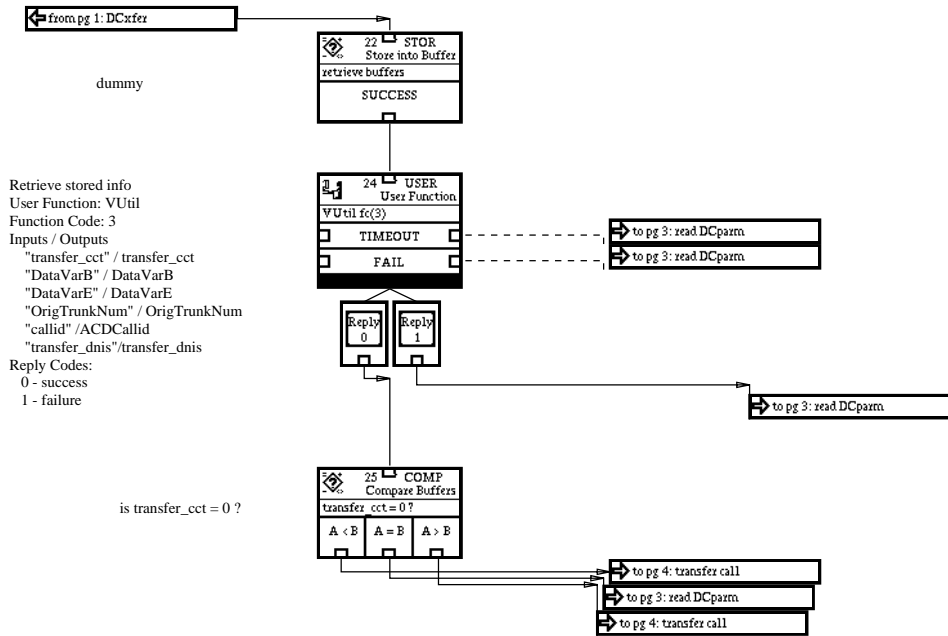 from pg 1: DCxfer
22 STOR
Store into Buffer
retrieve buffers
SUCCESS
dummy
Retrieve stored info
User Function: VUtil
Function Code: 3
Inputs / Outputs
"transfer_cct" / transfer_cct
"DataVarB" / DataVarB
"DataVarE" / DataVarE
"OrigTrunkNum" / OrigTrunkNum
"callid" /ACDCallid
"transfer_dnis"/transfer_dnis
Reply Codes:
0 - success
1 - failure
24 USER
User Function
VUtil fc(3)
TIMEOUT
FAIL
to pg 3: read DCparm
to pg 3: read DCparm
Reply
0
Reply
1
to pg 3: read DCparm
is transfer_cct = 0 ?
25 COMP
Compare Buffers
transfer_cct = 0 ?
A < B
A = B
A > B
to pg 4: transfer call
to pg 3: read DCparm
to pg 4: transfer call